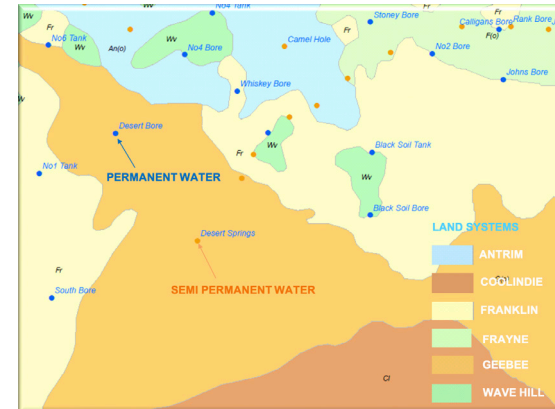 No4 Tank
Wv
Fr
Stoney Bore
Fr
Calligans Bore
Rank Bore
F(o)
No6 Tank
An(o)
Wv
No4 Bore
Wv
Camel Hole
No2 Bore
Whiskey Bore
Johns Bore
Wv
Desert Bore
Fr
Wv
Black Soil Tank
No1 Tank
PERMANENT WATER
Wv
Black Soil Bore
Desert Springs
LAND SYSTEMS
ANTRIM
Fr
COOLINDIE
South Bore
SEMI PERMANENT WATER
FRANKLIN
FRAYNE
GEEBEE
Cl
WAVE HILL